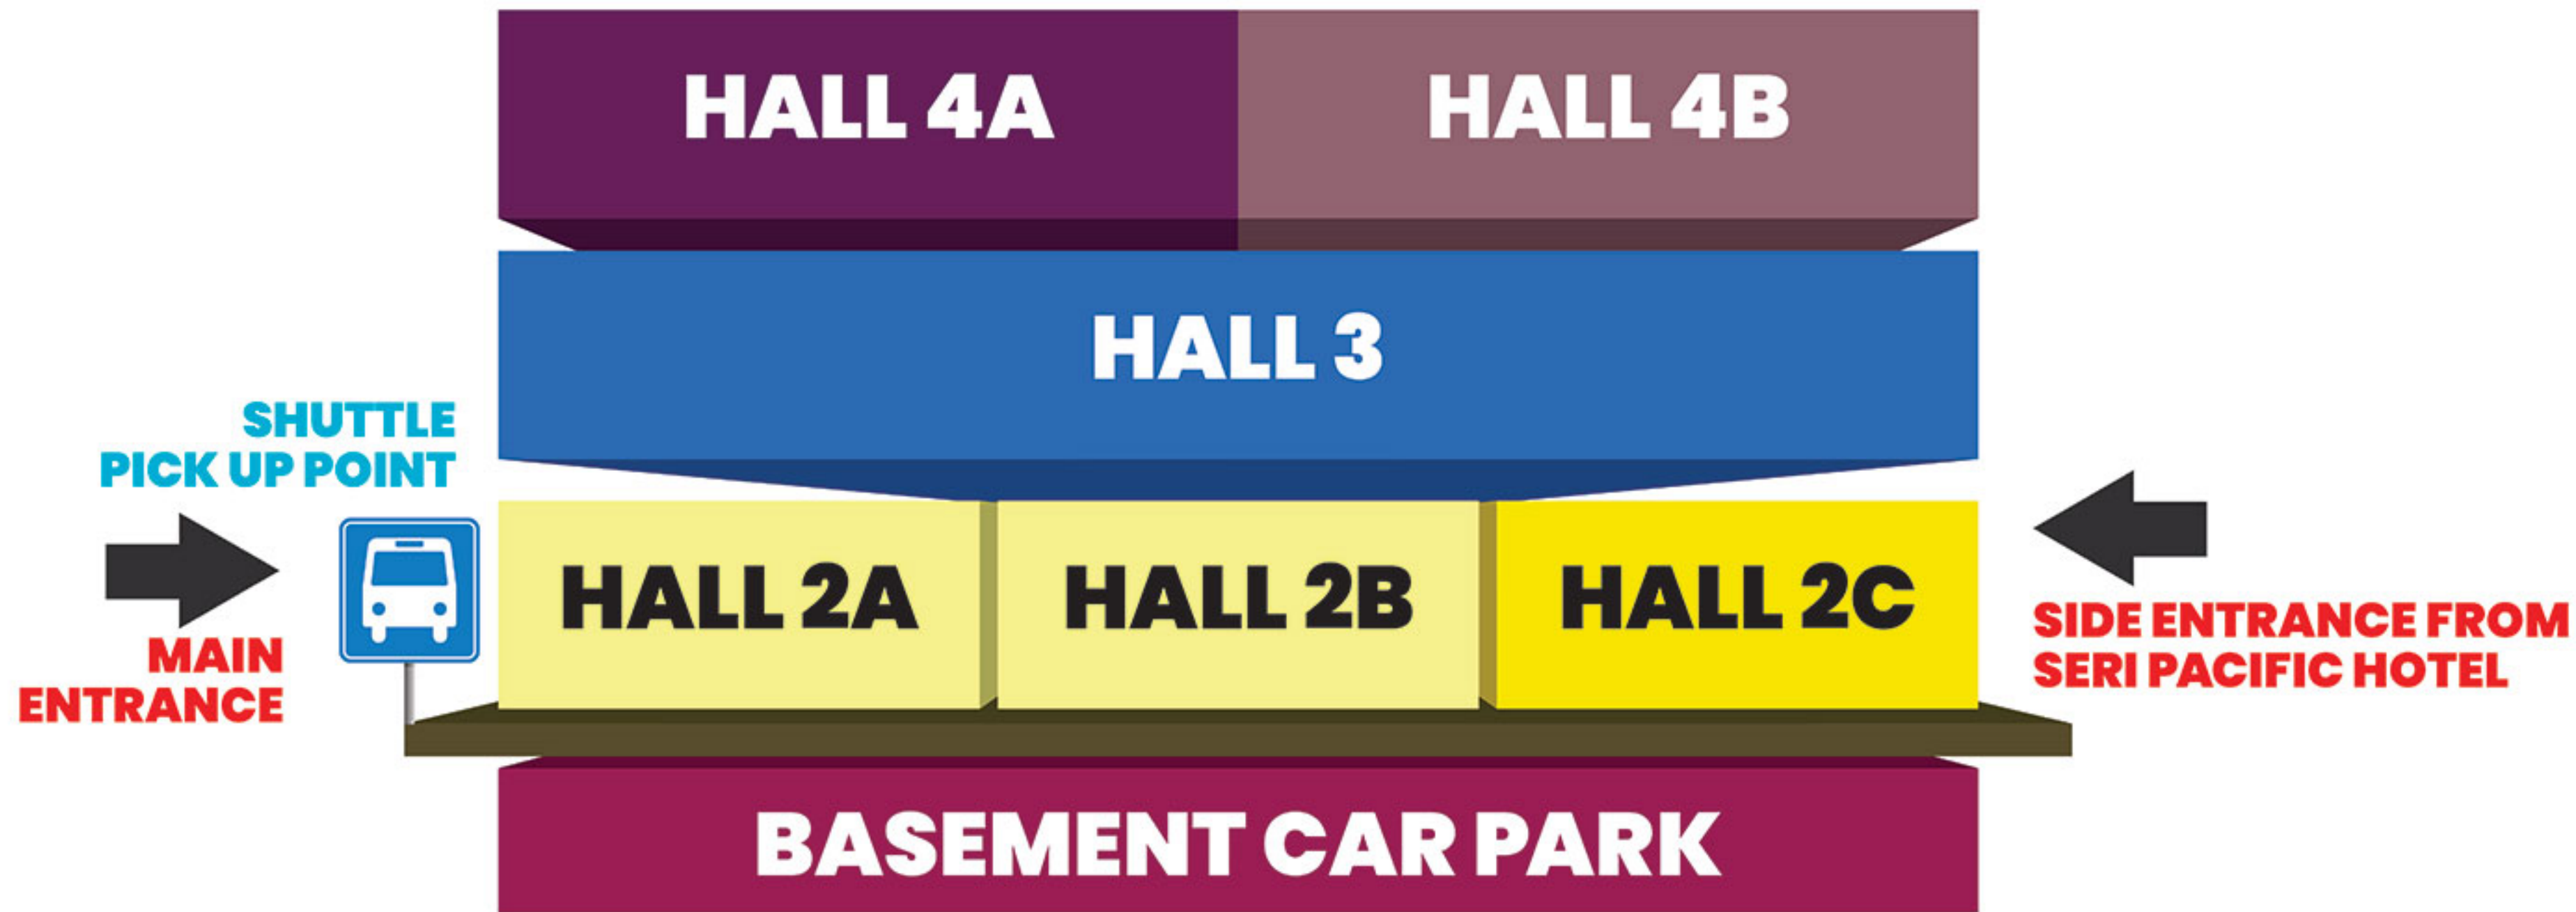 HALL 4A
HALL 4B
HALL 3
SHUTTLE
PICK UP POINT
MAIN
ENTRANCE
HALL 2A
HALL 2B
HALL 2C
SIDE ENTRANCE FROM
SERI PACIFIC HOTEL
BASEMENT CAR PARK